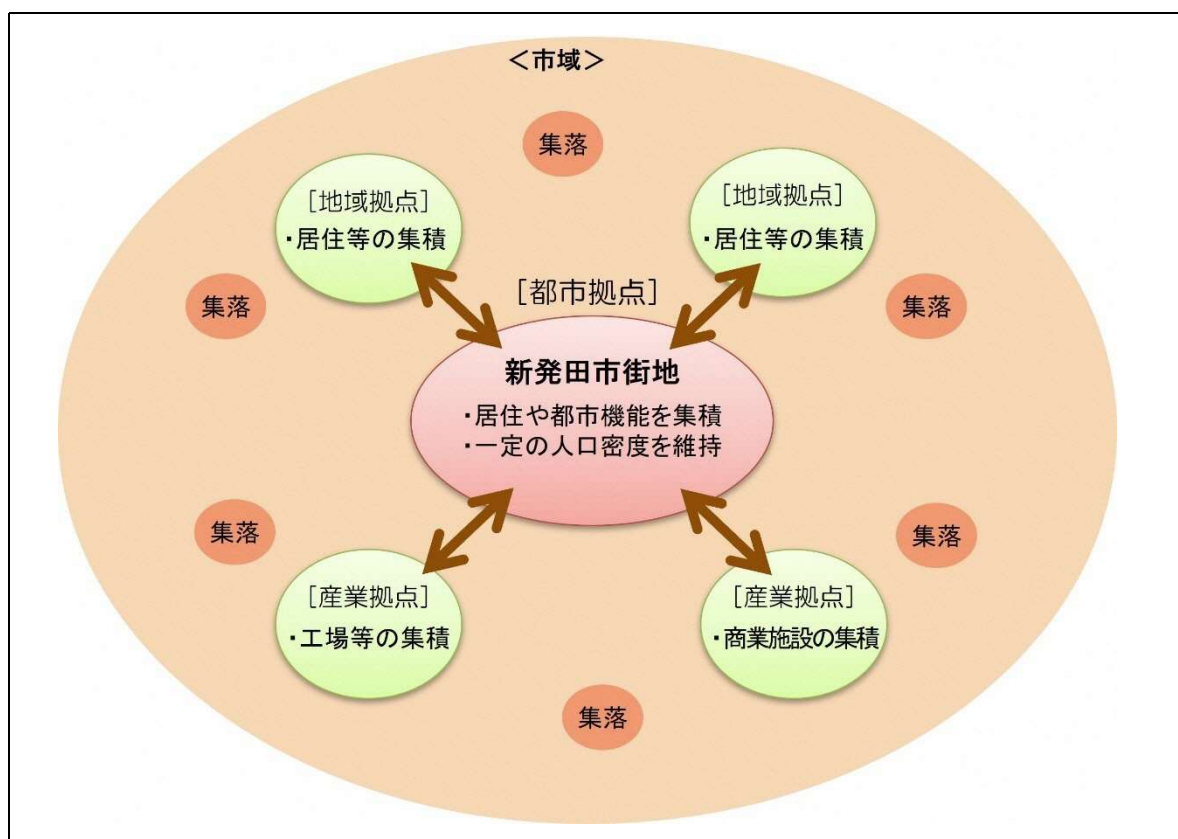 ＜市域＞
集落
［地域拠点］
・居住等の集積
［地域拠点］
・居住等の集積
集落
集落
［都市拠点］
新発田市街地
・居住や都市機能を集積
・一定の人口密度を維持
集落
集落
［産業拠点］
・工場等の集積
［産業拠点］
・商業施設の集積
集落